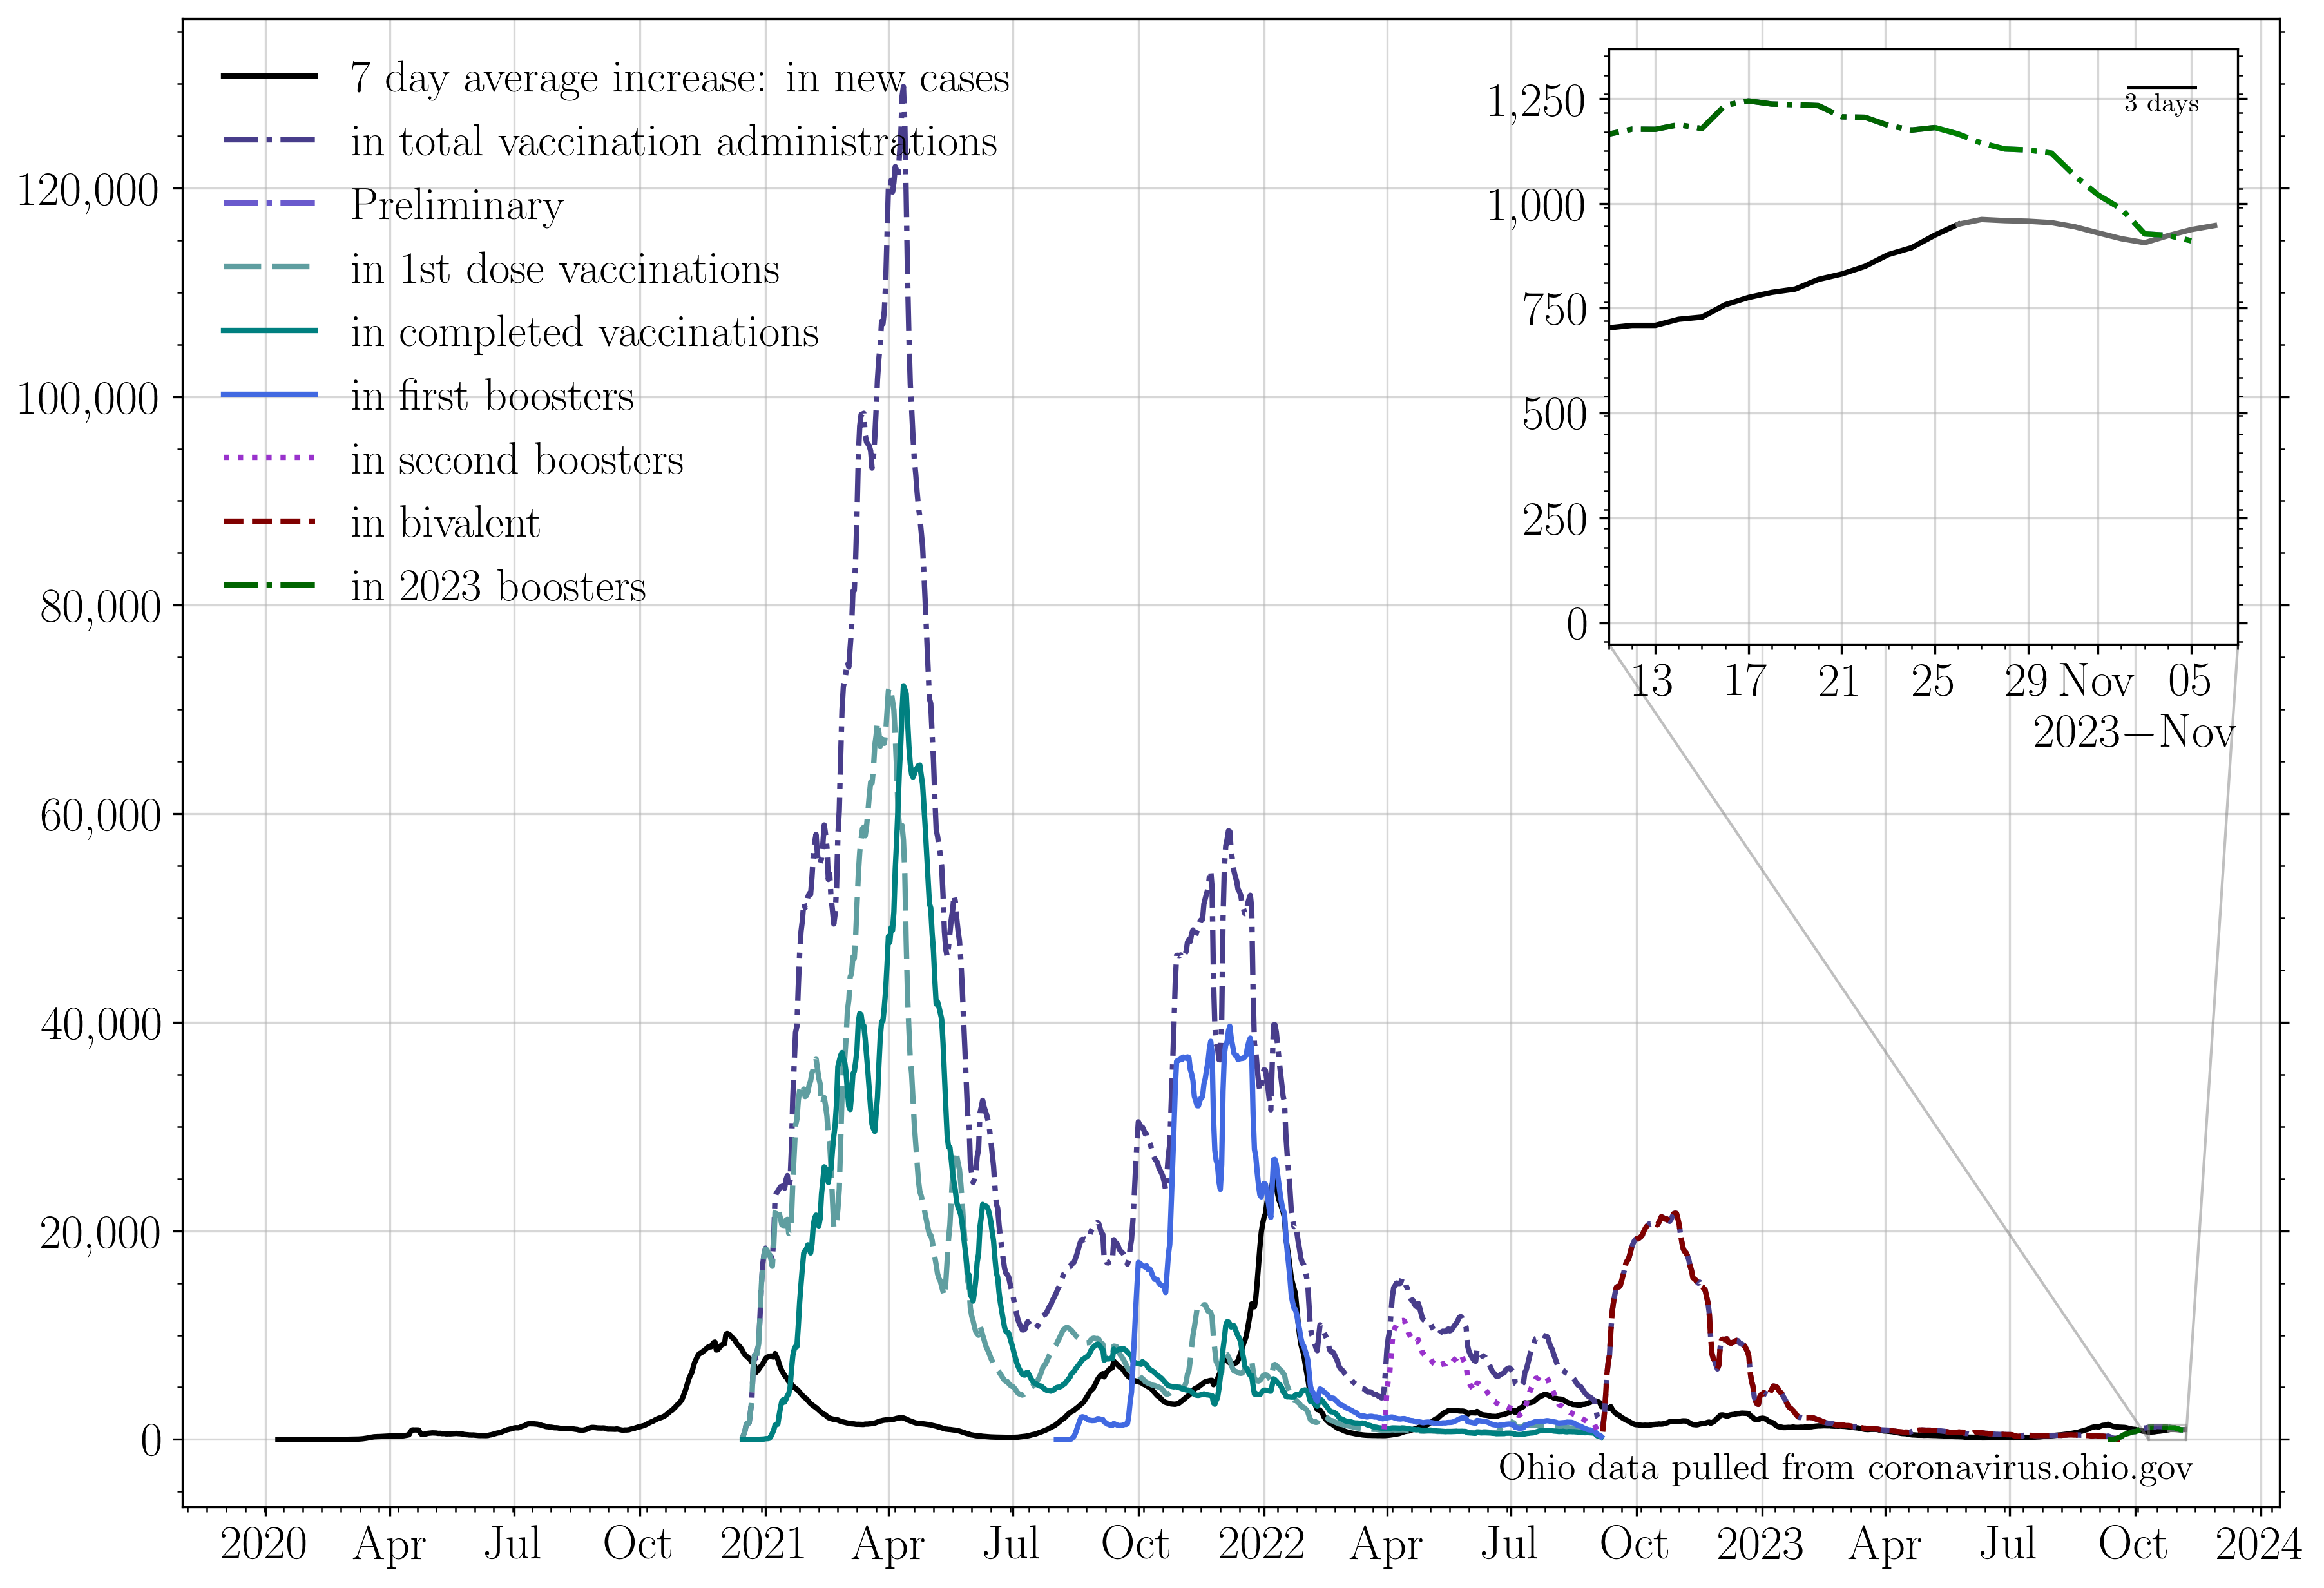 7 day average increase: in new cases
in total vaccination administrations
Preliminary
in 1st dose vaccinations
in completed vaccinations
in first boosters
in second boosters
in bivalent
in 2023 boosters
120,000
100,000
80,000
60,000
40,000
20,000
0
1,250
1,000
750
500
250
0
3 days
13 17 21 25 29 Nov 05
2023−Nov
Ohio data pulled from coronavirus.ohio.gov
2020 Apr Jul Oct 2021 Apr Jul Oct 2022 Apr Jul Oct 2023 Apr Jul Oct 2024